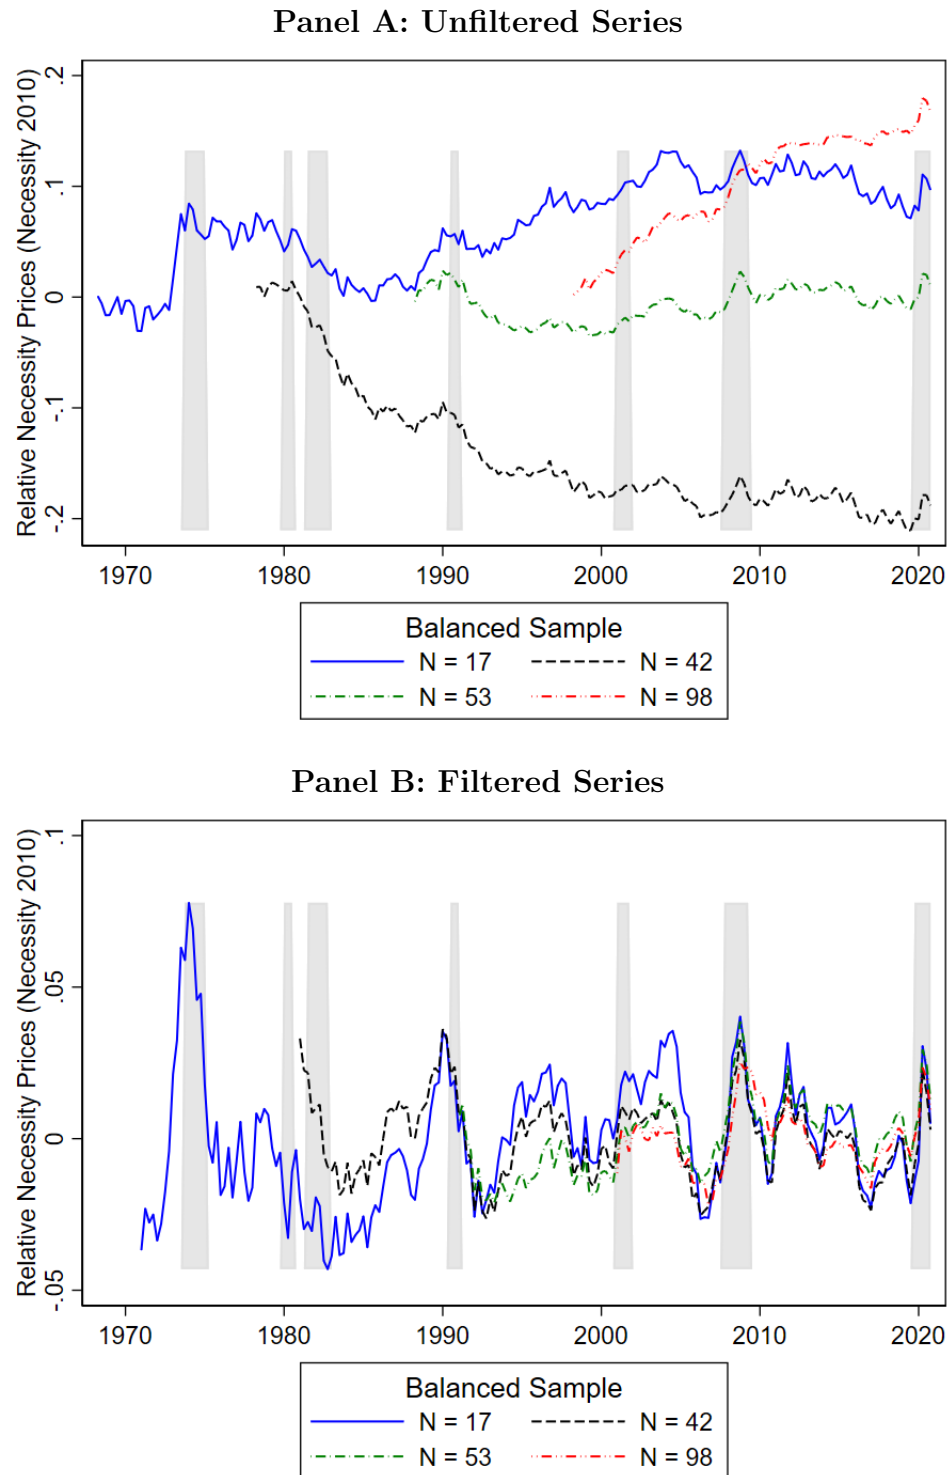 Panel A: Unfiltered Series
Relative Necessity Prices (Necessity 2010)
.2
.1
0
-.1
-.2
1970 1980 1990 2000 2010 2020
Balanced Sample
N = 17 N = 42
N = 53 N = 98
Panel B: Filtered Series
Relative Necessity Prices (Necessity 2010)
.1
.05
0
-.05
1970 1980 1990 2000 2010 2020
Balanced Sample
N = 17 N = 42
N = 53 N = 98